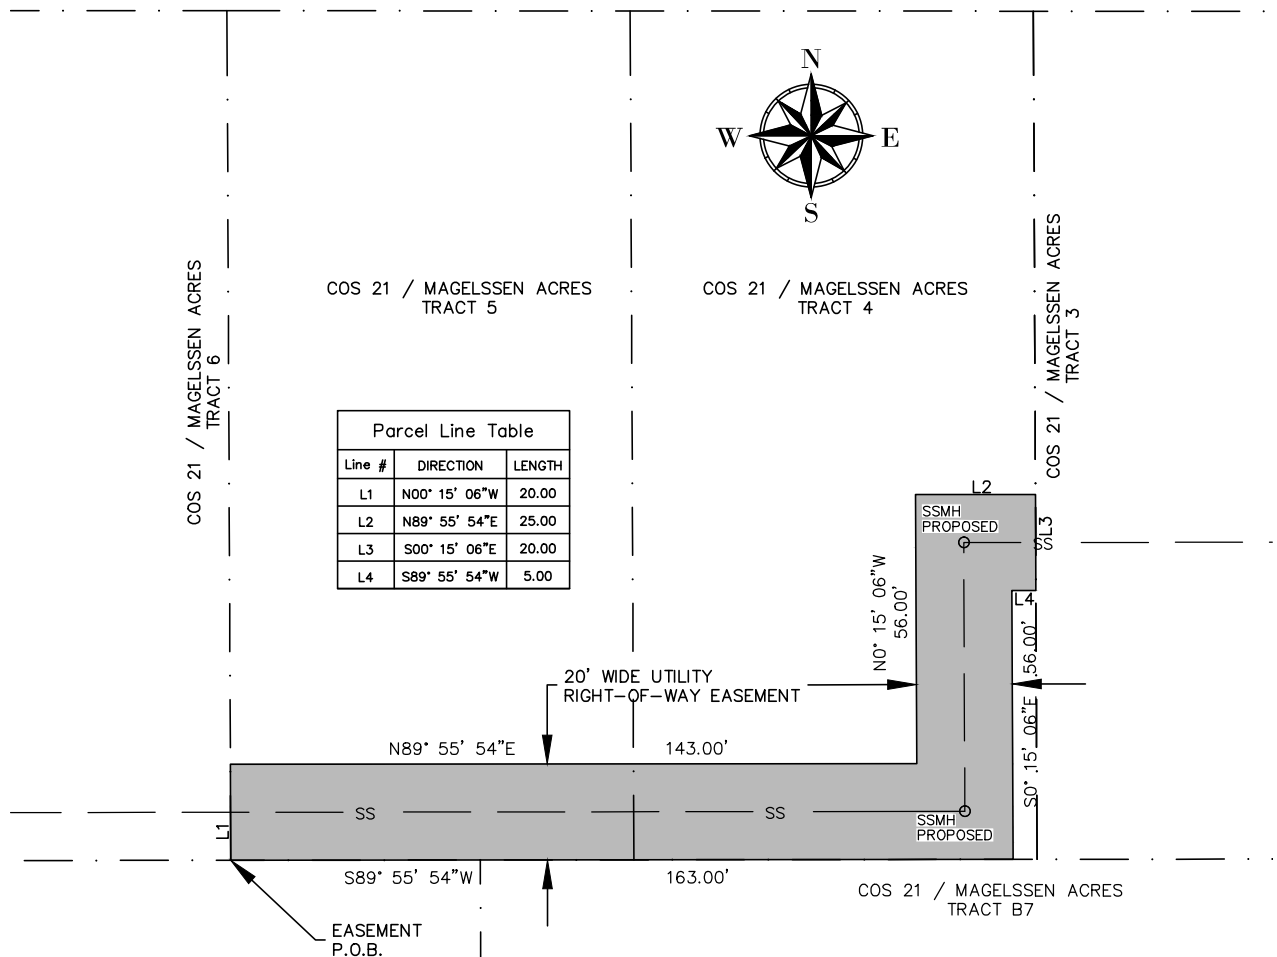 N
W
E
S
COS 21 / MAGELSSEN ACRES
TRACT 6
COS 21 / MAGELSSEN ACRES
TRACT 5
COS 21 / MAGELSSEN ACRES
TRACT 4
COS 21 / MAGELSSEN ACRES
TRACT 3
Parcel Line Table
Line # DIRECTION LENGTH
L1 N00° 15' 06"W 20.00
L2 N89° 55' 54"E 25.00
L3 S00° 15' 06"E 20.00
L4 S89° 55' 54"W 5.00
L2
SSMH
PROPOSED
L3
SS
L4
N0° 15' 06"W
56.00'
S0° 15' 06"E 56.00'
20' WIDE UTILITY
RIGHT-OF-WAY EASEMENT
N89° 55' 54"E 143.00'
L1
SS
SS
SSMH
PROPOSED
S89° 55' 54"W 163.00'
COS 21 / MAGELSSEN ACRES
TRACT B7
EASEMENT
P.O.B.